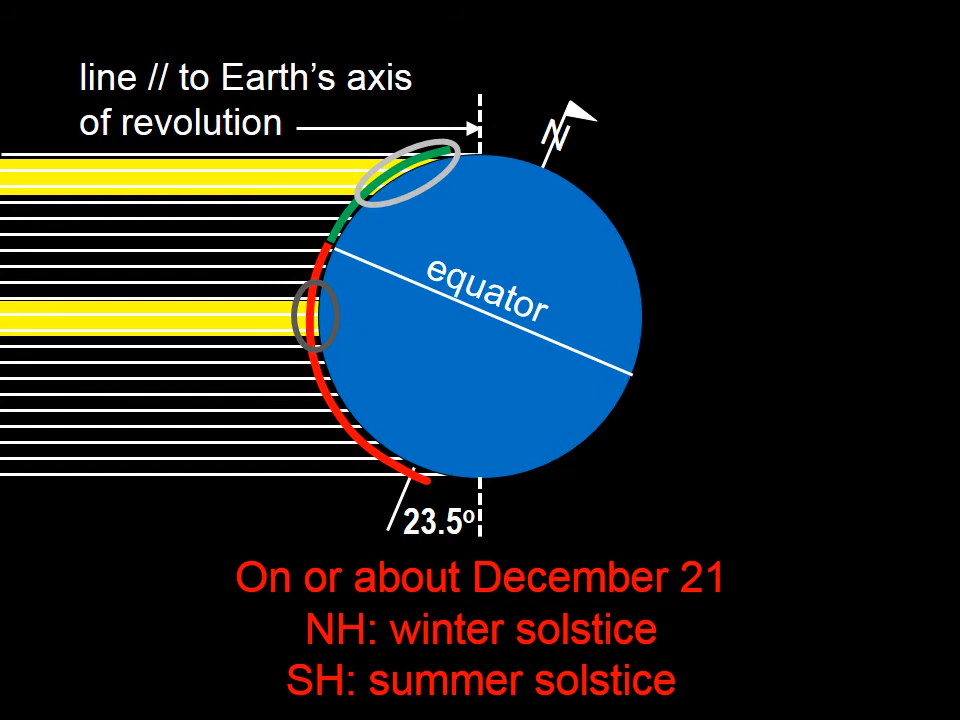 line // to Earth’s axis
of revolution
N
equator
23.5º
On or about December 21
NH: winter solstice
SH: summer solstice